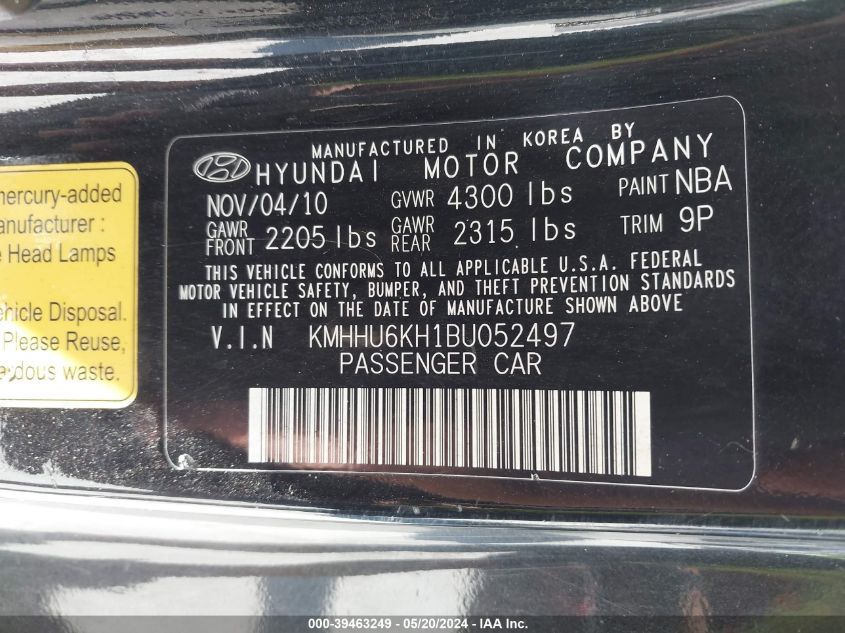 mercury-added
anufacturer :
e Head Lamps
hicle Disposal.
Please Reuse,
dous waste.
MANUFACTURED IN KOREA BY
HYUNDAI MOTOR COMPANY
NOV/04/10 GVWR 4300 lbs PAINT NBA
GAWR FRONT 2205 lbs GAWR REAR 2315 lbs TRIM 9P
THIS VEHICLE CONFORMS TO ALL APPLICABLE U.S.A. FEDERAL
MOTOR VEHICLE SAFETY, BUMPER, AND THEFT PREVENTION STANDARDS
IN EFFECT ON THE DATE OF MANUFACTURE SHOWN ABOVE
V.I.N KMHHU6KH1BU052497
PASSENGER CAR
000-39463249 - 05/20/2024 - IAA Inc.